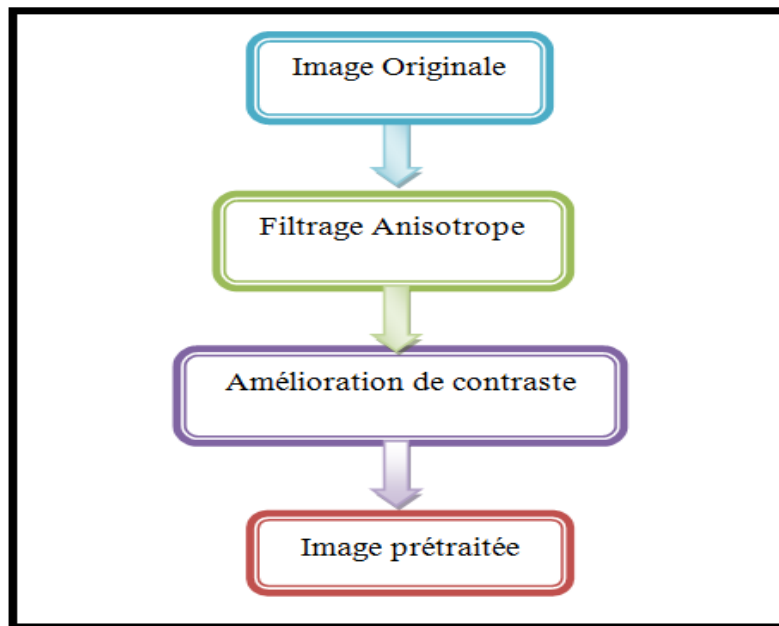 Image Originale
Filtrage Anisotrope
Amélioration de contraste
Image prétraitée